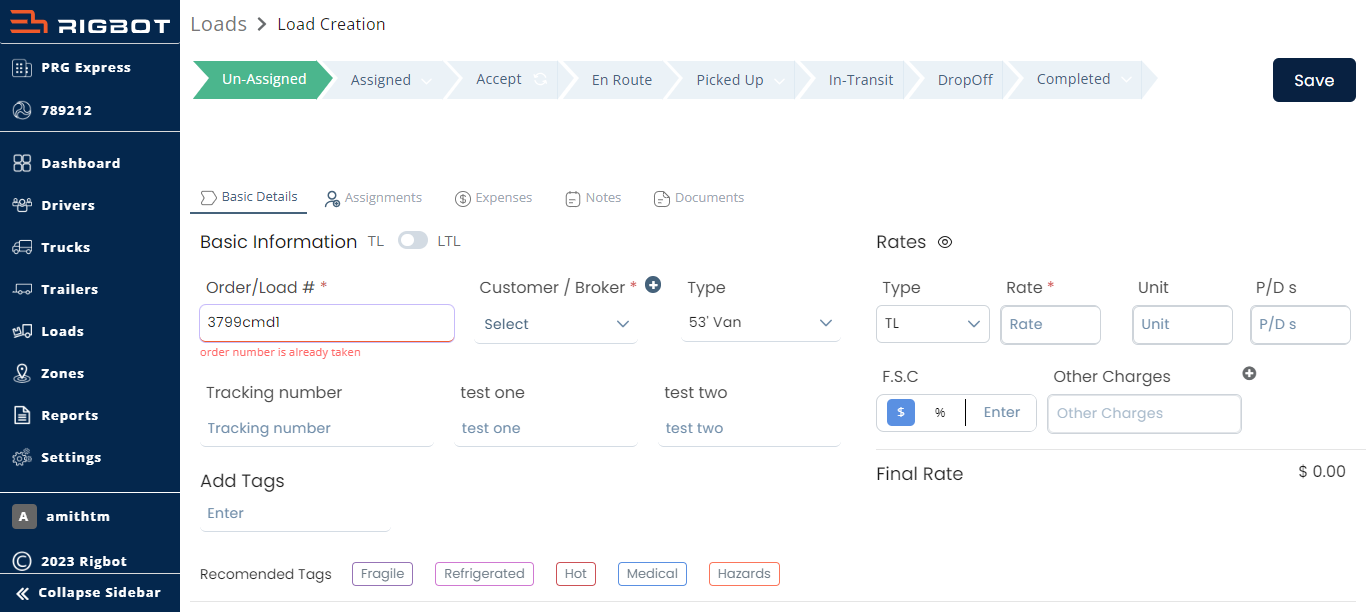 RIGBOT
PRG Express
789212
Dashboard
Drivers
Trucks
Trailers
Loads
Zones
Reports
Settings
A amithtm
2023 Rigbot
Collapse Sidebar
Loads > Load Creation
Un-Assigned Assigned Accept En Route Picked Up In-Transit DropOff Completed
Save
Basic Details Assignments Expenses Notes Documents
Basic Information TL LTL
Order/Load # * Customer / Broker * Type
3799cmd1 Select 53' Van
order number is already taken
Tracking number test one test two
Tracking number test one test two
Add Tags
Enter
Recomended Tags Fragile Refrigerated Hot Medical Hazards
Rates
Type Rate * Unit P/D s
TL Rate Unit P/D s
F.S.C Other Charges
$ % Enter Other Charges
Final Rate $ 0.00